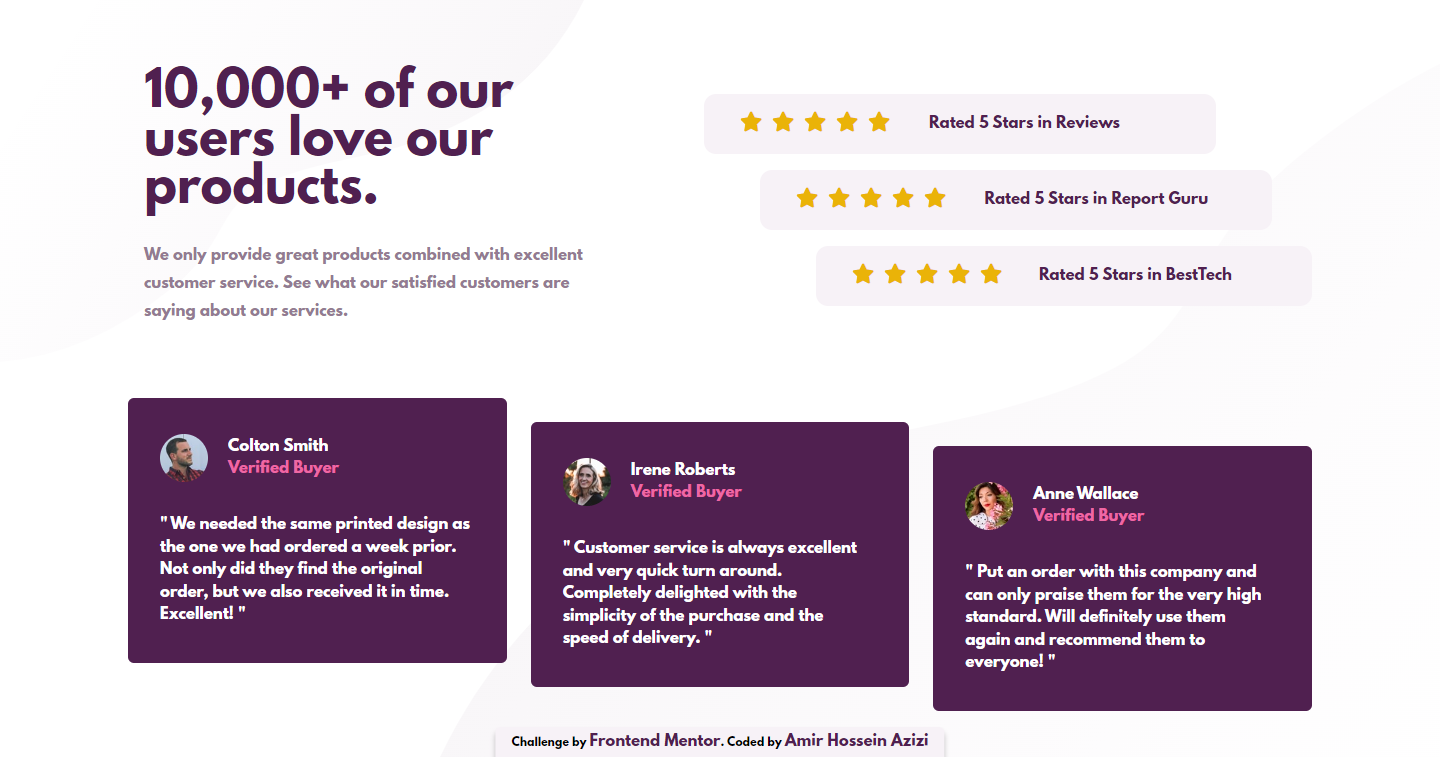 10,000+ of our
users love our
products.
We only provide great products combined with excellent
customer service. See what our satisfied customers are
saying about our services.
Rated 5 Stars in Reviews
Rated 5 Stars in Report Guru
Rated 5 Stars in BestTech
Colton Smith
Verified Buyer
" We needed the same printed design as
the one we had ordered a week prior.
Not only did they find the original
order, but we also received it in time.
Excellent! "
Irene Roberts
Verified Buyer
" Customer service is always excellent
and very quick turn around.
Completely delighted with the
simplicity of the purchase and the
speed of delivery. "
Anne Wallace
Verified Buyer
" Put an order with this company and
can only praise them for the very high
standard. Will definitely use them
again and recommend them to
everyone! "
Challenge by Frontend Mentor. Coded by Amir Hossein Azizi